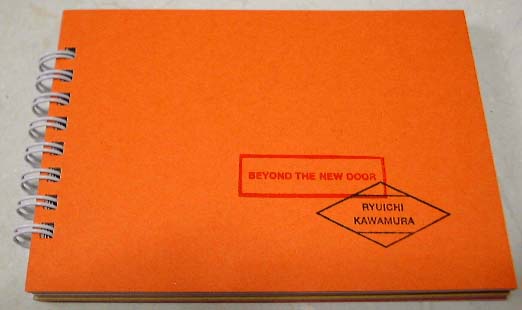 BEYOND THE NEW DOOR
RYUICHI
KAWAMURA